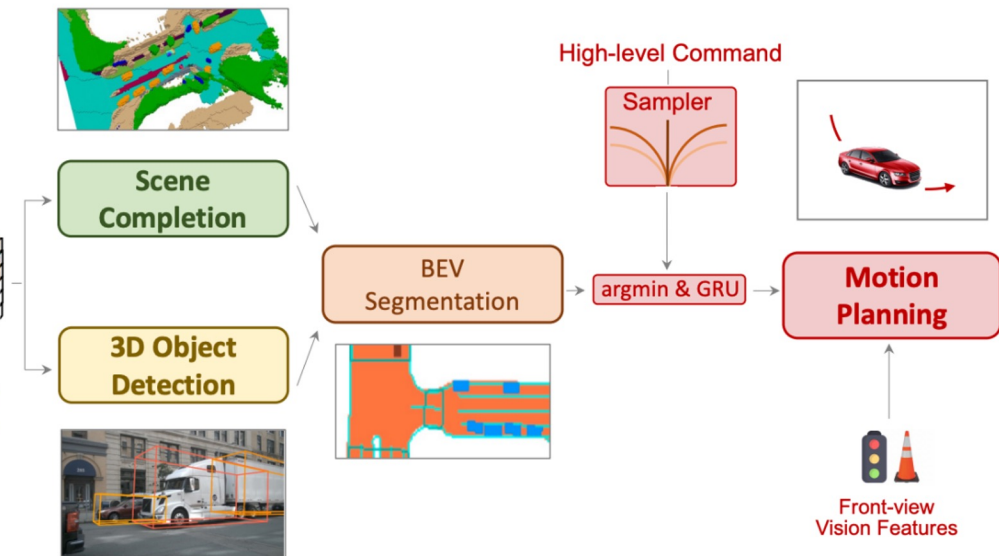 High-level Command
Sampler
Scene
Completion
BEV
Segmentation
argmin & GRU
Motion
Planning
3D Object
Detection
Front-view
Vision Features